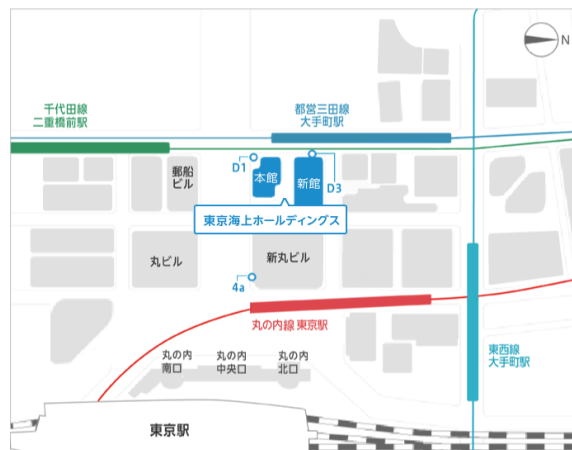 千代田線
二重橋前駅
都営三田線
大手町駅
N
D1
本館
新館
D3
郵船
ビル
東京海上ホールディングス
丸ビル
新丸ビル
4a
丸の内線 東京駅
東西線
大手町駅
丸の内
南口
丸の内
中央口
丸の内
北口
東京駅